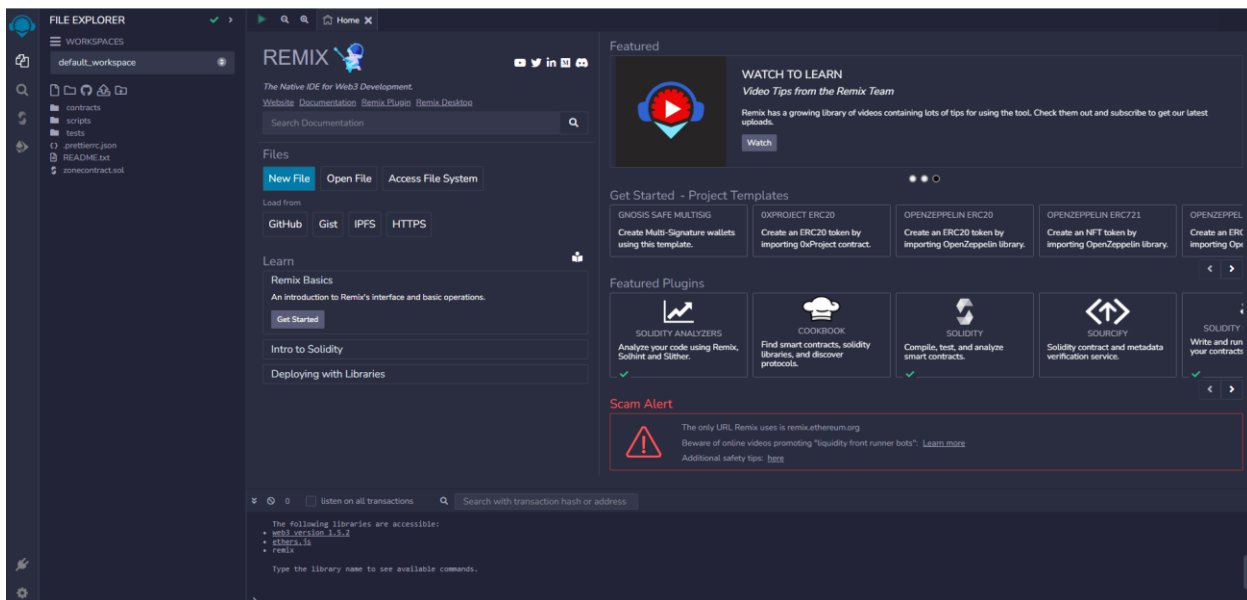 FILE EXPLORER
WORKSPACES
default_workspace
contracts
scripts
tests
.prettierrc.json
README.txt
zonecontract.sol
Home
REMIX
The Native IDE for Web3 Development.
Website Documentation Remix Plugin Remix Desktop
Search Documentation
Files
New File Open File Access File System
Load from
GitHub Gist IPFS HTTPS
Learn
Remix Basics
An introduction to Remix's interface and basic operations.
Get Started
Intro to Solidity
Deploying with Libraries
Featured
WATCH TO LEARN
Video Tips from the Remix Team
Remix has a growing library of videos containing lots of tips for using the tool. Check them out and subscribe to get our latest
uploads.
Watch
Get Started - Project Templates
GNOSIS SAFE MULTISIG
Create Multi-Signature wallets
using this template.
0XPROJECT ERC20
Create an ERC20 token by
importing 0xProject contract.
OPENZEPPELIN ERC20
Create an ERC20 token by
importing OpenZeppelin library.
OPENZEPPELIN ERC721
Create an NFT token by
importing OpenZeppelin library.
OPENZEPPEL
Create an ERC
importing Ope
Featured Plugins
SOLIDITY ANALYZERS
Analyze your code using Remix,
Solhint and Slither.
COOKBOOK
Find smart contracts, solidity
libraries, and discover
protocols.
SOLIDITY
Compile, test, and analyze
smart contracts.
SOURCIFY
Solidity contract and metadata
verification service.
SOLIDITY
Write and run
your contracts
Scam Alert
The only URL Remix uses is remix.ethereum.org
Beware of online videos promoting "liquidity front runner bots": Learn more
Additional safety tips: here
0 listen on all transactions Search with transaction hash or address
The following libraries are accessible:
web3 version 1.5.2
ethers.js
remix
Type the library name to see available commands.
>